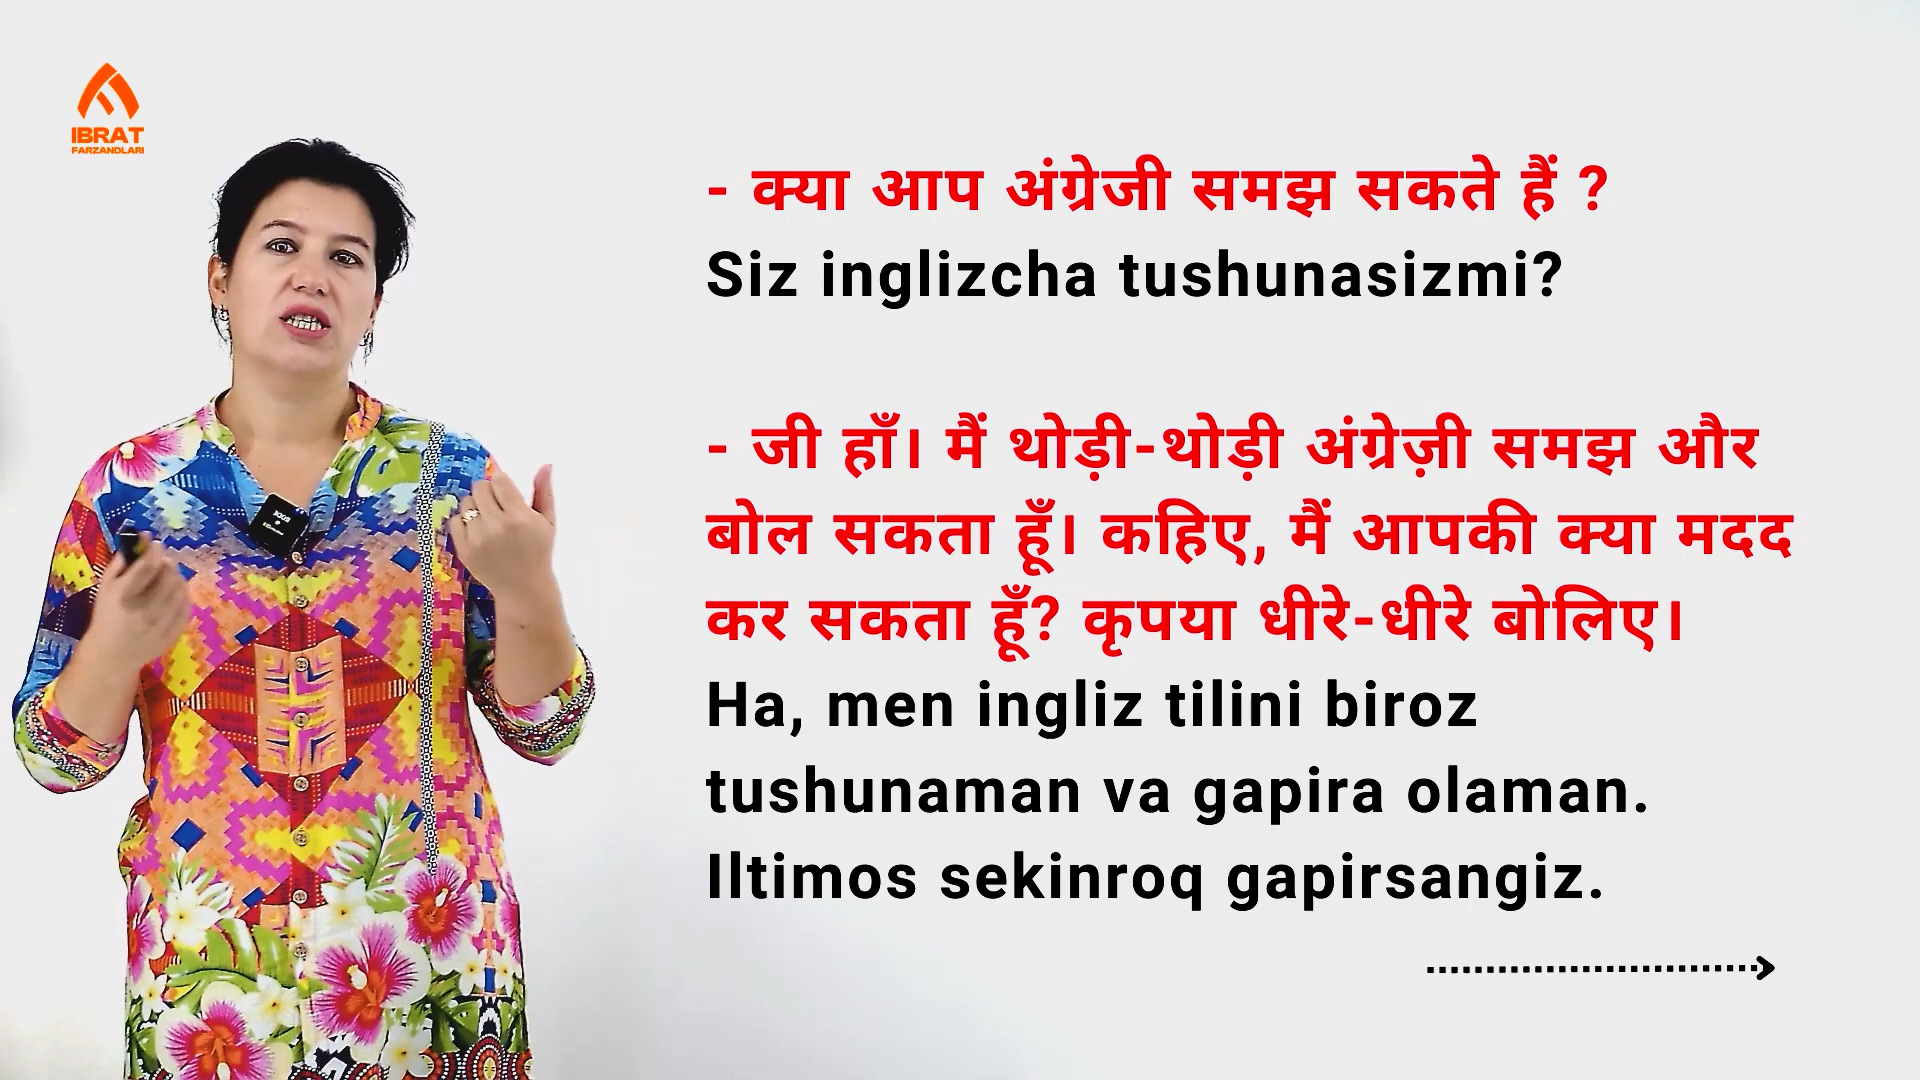 IBRAT
FARZANDLARI
- क्या आप अंग्रेजी समझ सकते हैं ?
Siz inglizcha tushunasizmi?
- जी हाँ। मैं थोड़ी-थोड़ी अंग्रेज़ी समझ और
बोल सकता हूँ। कहिए, मैं आपकी क्या मदद
कर सकता हूँ? कृपया धीरे-धीरे बोलिए।
Ha, men ingliz tilini biroz
tushunaman va gapira olaman.
Iltimos sekinroq gapirsangiz.